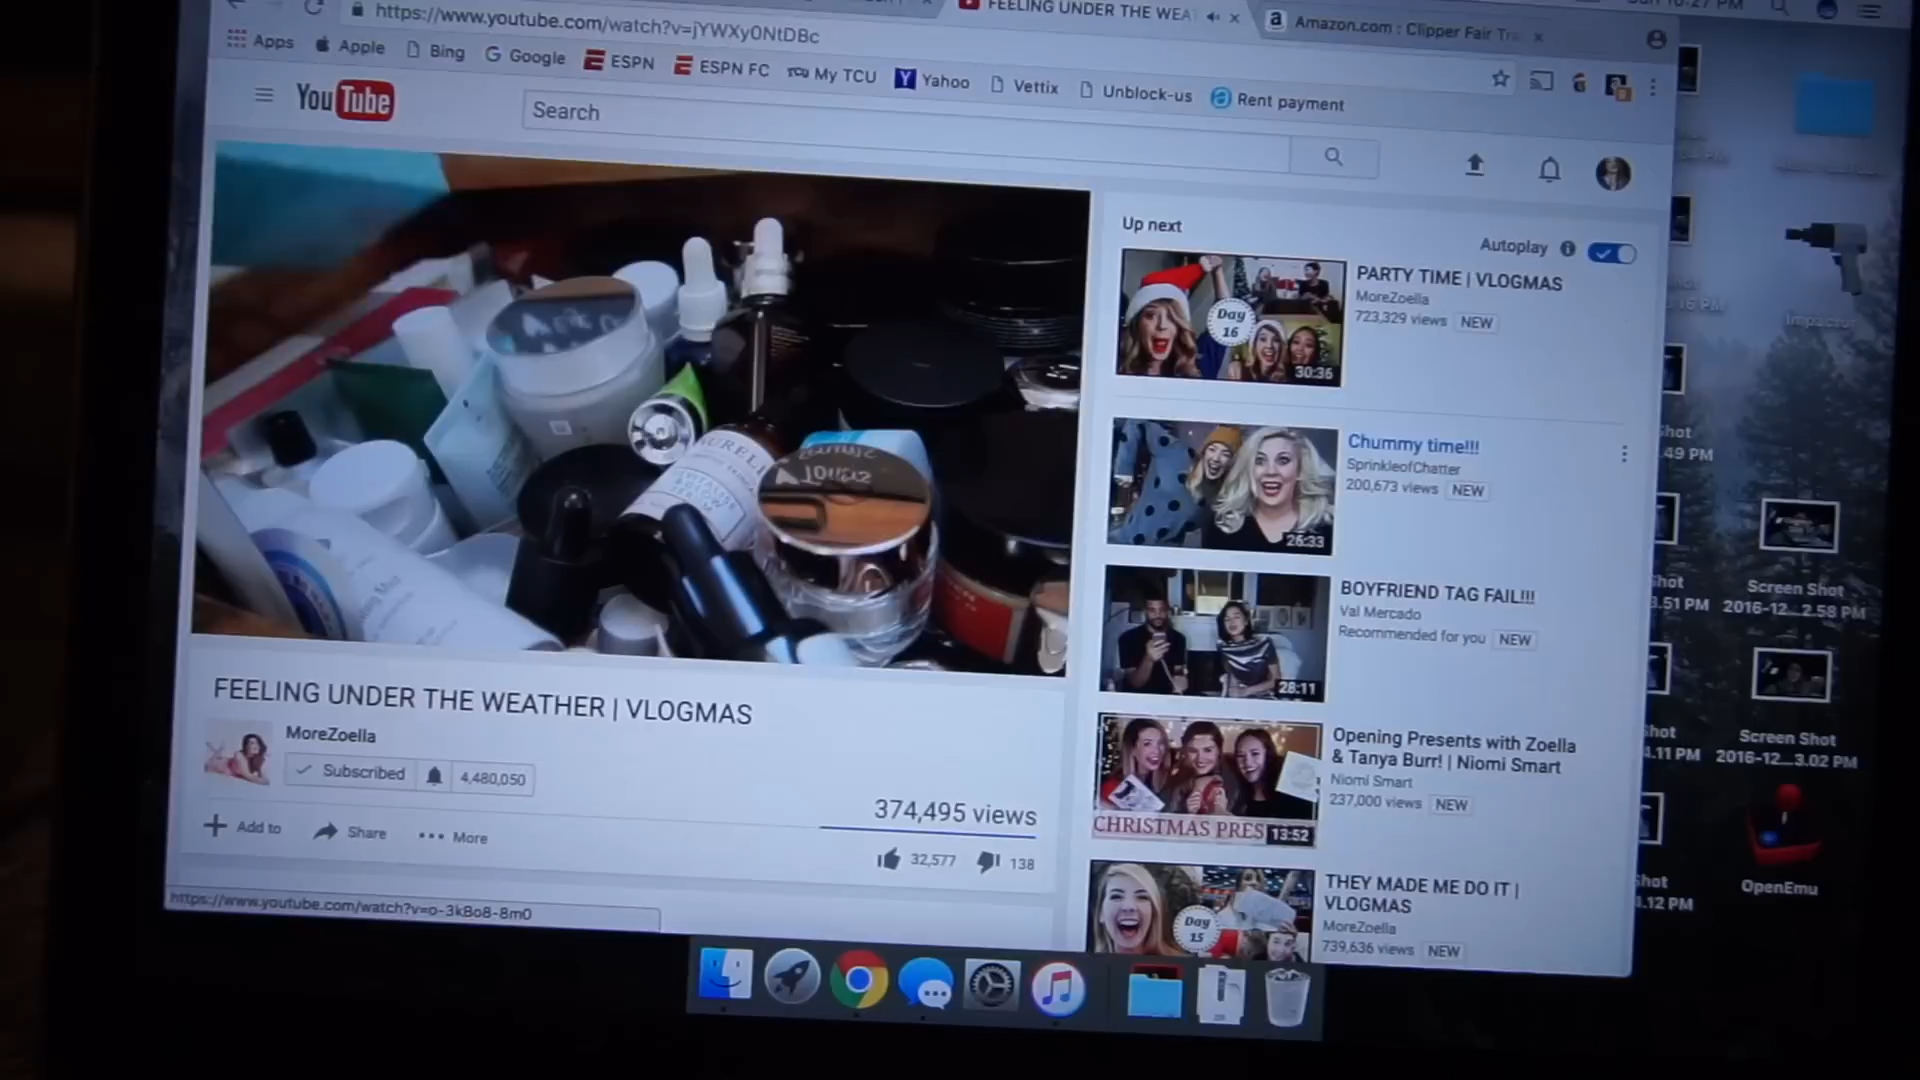 Sun 10:27 PM
FEELING UNDER THE WEA
Amazon.com : Clipper Fair Tra
https://www.youtube.com/watch?v=jYWXy0NtDBc
Apps Apple Bing Google ESPN ESPN FC My TCU Yahoo Vettix Unblock-us Rent payment
YouTube
Search
Up next
Autoplay
PARTY TIME | VLOGMAS
MoreZoella
723,329 views NEW
Day
16
30:36
Chummy time!!!
SprinkleofChatter
200,673 views NEW
26:33
BOYFRIEND TAG FAIL!!!
Val Mercado
Recommended for you NEW
28:11
Opening Presents with Zoella
& Tanya Burr! | Niomi Smart
Niomi Smart
237,000 views NEW
CHRISTMAS PRES
13:52
THEY MADE ME DO IT |
VLOGMAS
MoreZoella
739,636 views NEW
Day
15
FEELING UNDER THE WEATHER | VLOGMAS
MoreZoella
Subscribed 4,480,050
374,495 views
Add to Share More
32,577 138
https://www.youtube.com/watch?v=o-3kBo8-8m0
Impactor
Screen Shot
2016-12...2.58 PM
Screen Shot
2016-12...3.02 PM
OpenEmu